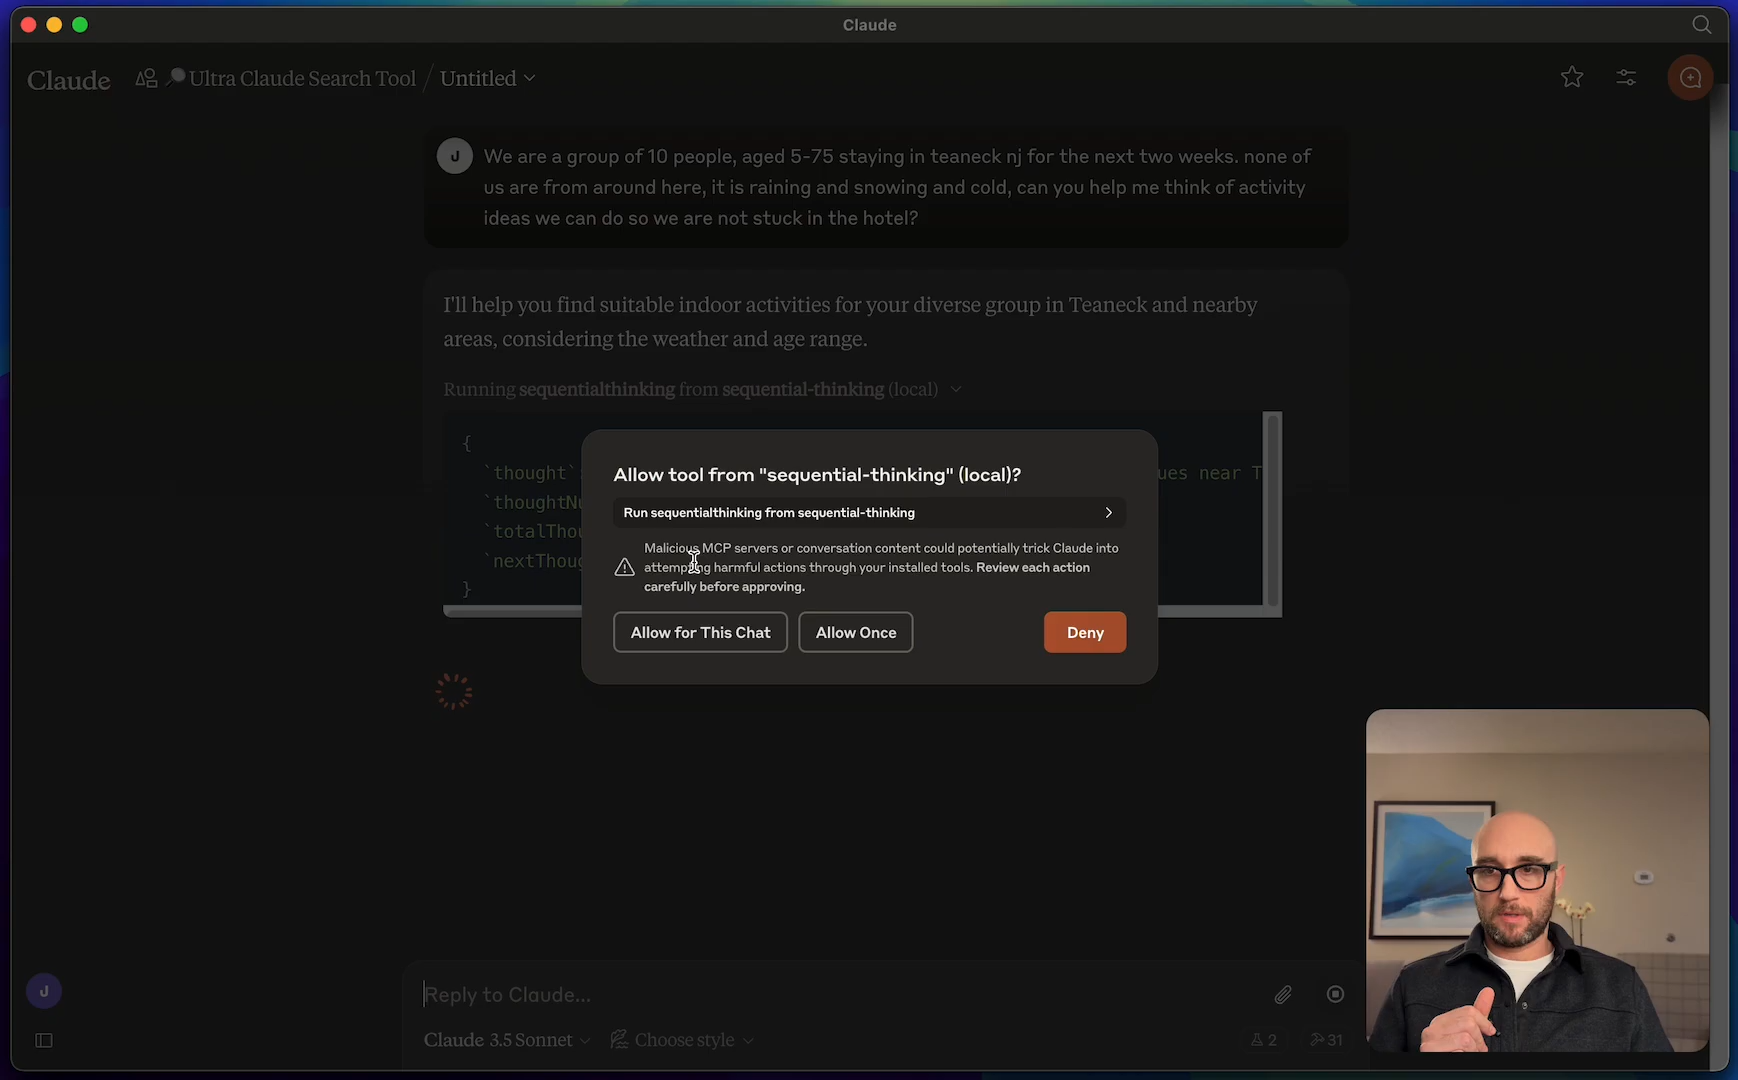 Claude
Claude
Ultra Claude Search Tool / Untitled
J
We are a group of 10 people, aged 5-75 staying in teaneck nj for the next two weeks. none of
us are from around here, it is raining and snowing and cold, can you help me think of activity
ideas we can do so we are not stuck in the hotel?
I'll help you find suitable indoor activities for your diverse group in Teaneck and nearby
areas, considering the weather and age range.
Running sequentialthinking from sequential-thinking (local)
{
`thought`
ues near T
`thoughtNu
`totalThou
`nextThoug
}
Allow tool from "sequential-thinking" (local)?
Run sequentialthinking from sequential-thinking
Malicious MCP servers or conversation content could potentially trick Claude into
attempting harmful actions through your installed tools. Review each action
carefully before approving.
Allow for This Chat
Allow Once
Deny
J
Reply to Claude...
Claude 3.5 Sonnet
Choose style
2
31